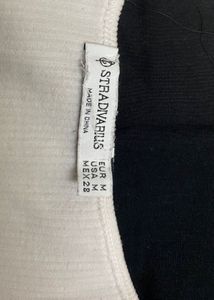 STRADIVARIUS
MADE IN
CHINA
EUR M
USA M
MEX 28